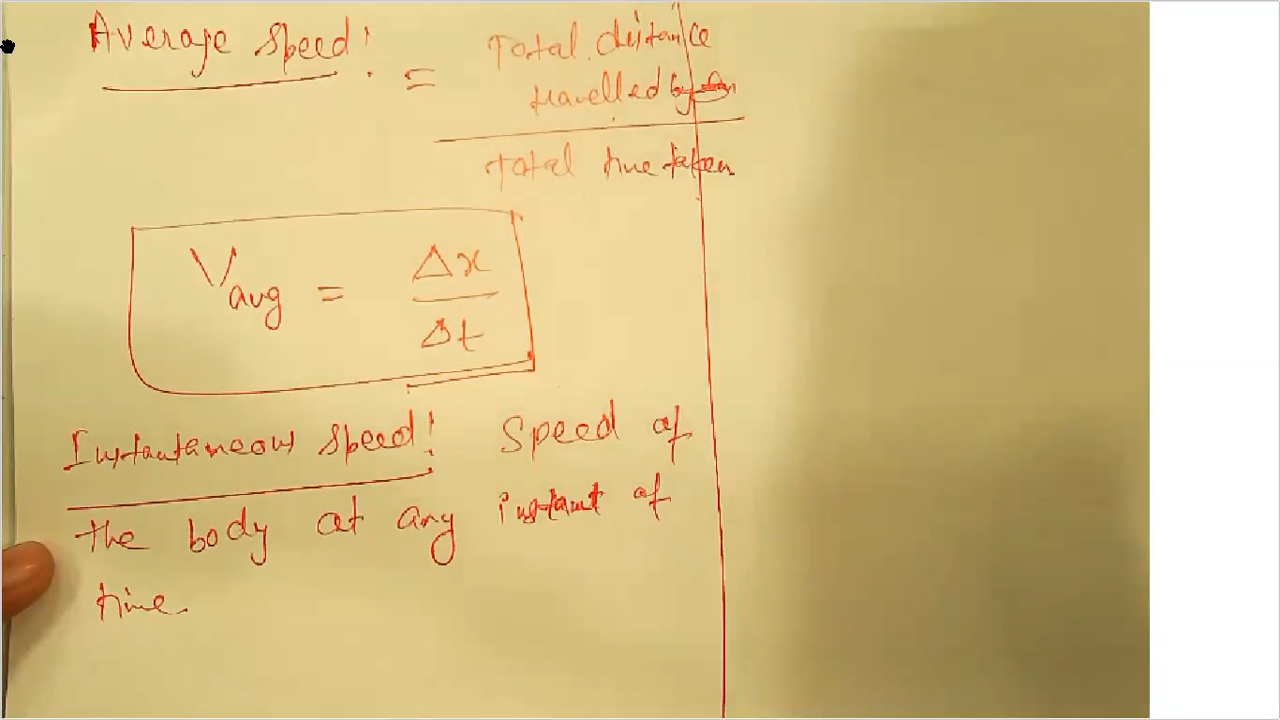 Average speed: = Total distance
travelled by
Total time taken
Vavg = Δx
Δt
Instantaneous speed: Speed of
the body at any instant of
time.